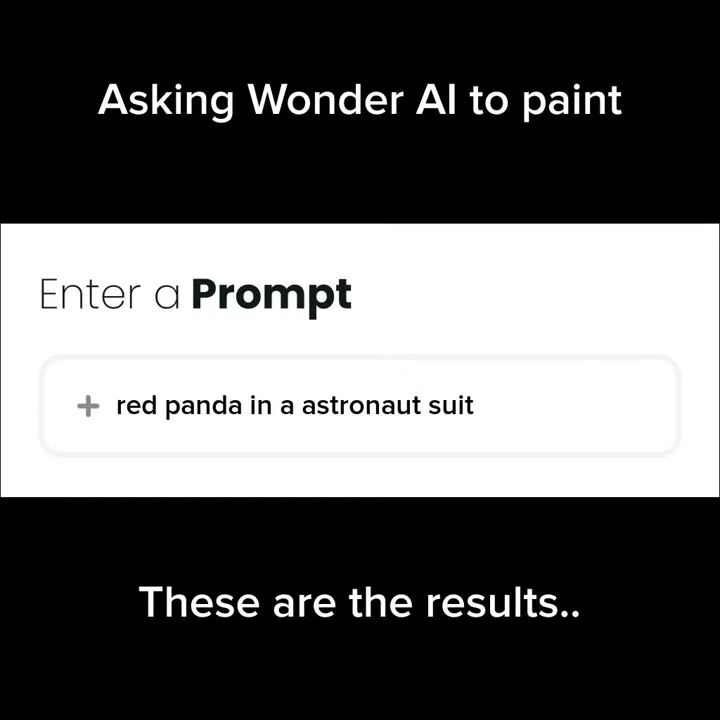 Asking Wonder AI to paint
Enter a Prompt
+ red panda in a astronaut suit
These are the results..